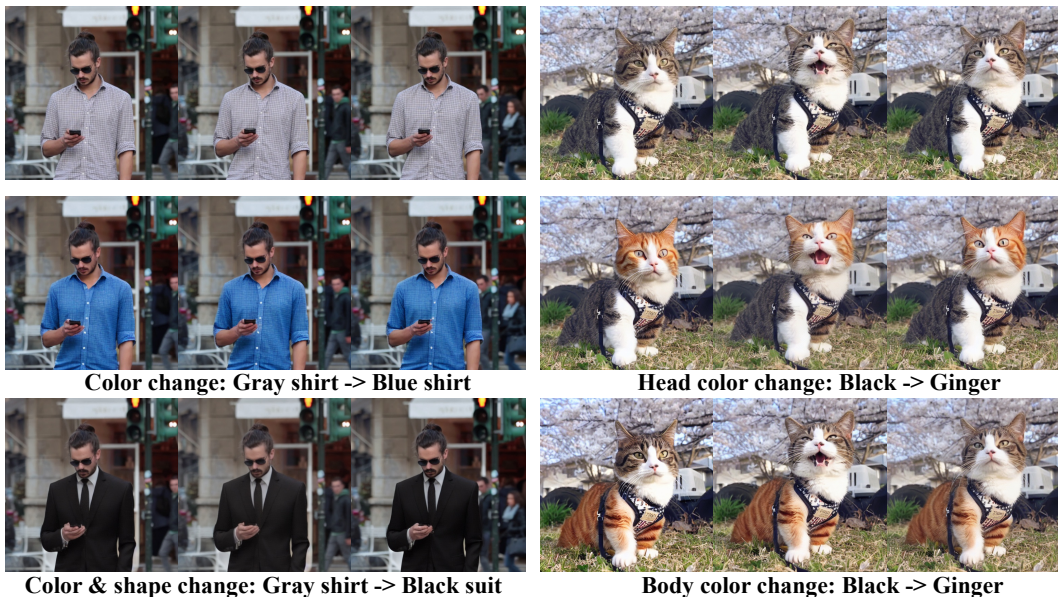 Color change: Gray shirt -> Blue shirt
Head color change: Black -> Ginger
Color & shape change: Gray shirt -> Black suit
Body color change: Black -> Ginger